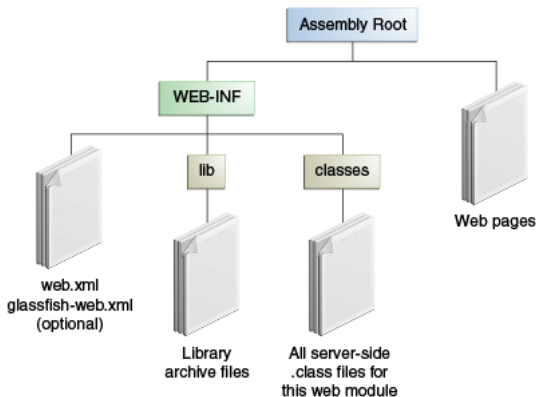 Assembly Root
WEB-INF
lib
classes
Web pages
web.xml
glassfish-web.xml
(optional)
Library
archive files
All server-side
.class files for
this web module